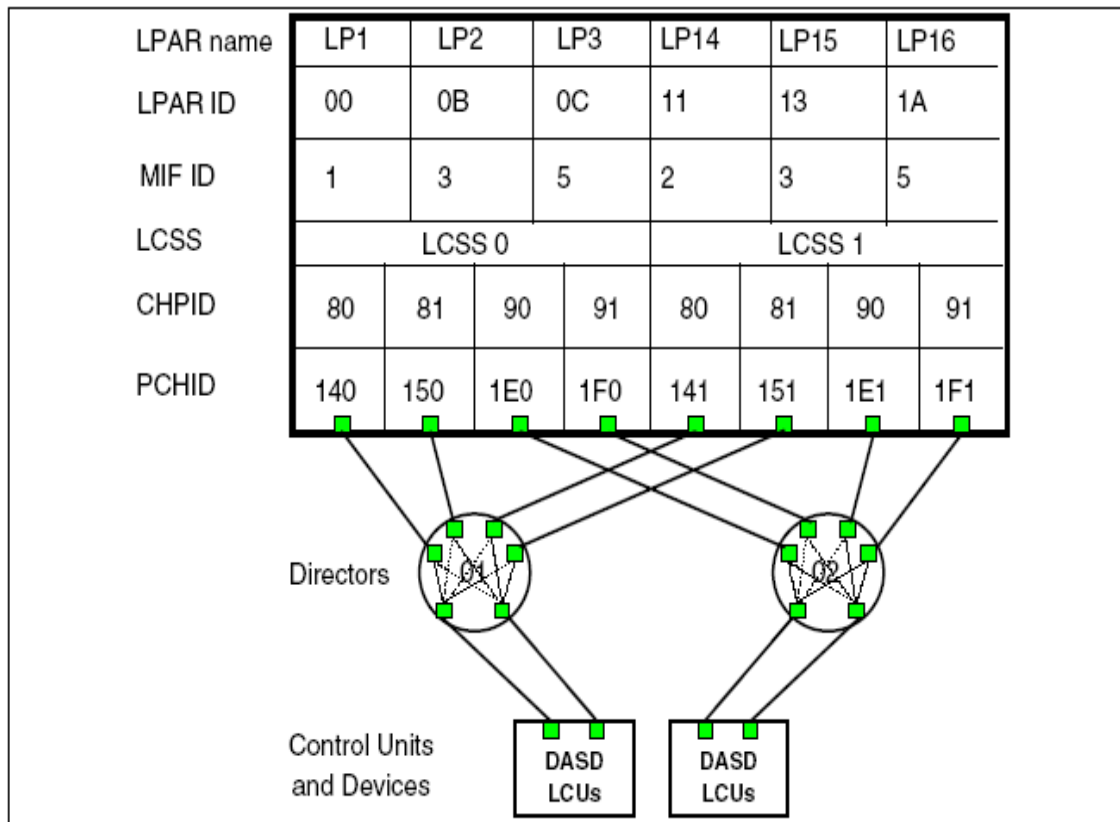 LPAR name LP1 LP2 LP3 LP14 LP15 LP16
LPAR ID 00 0B 0C 11 13 1A
MIF ID 1 3 5 2 3 5
LCSS LCSS 0 LCSS 1
CHPID 80 81 90 91 80 81 90 91
PCHID 140 150 1E0 1F0 141 151 1E1 1F1
Directors 01 02
Control Units
and Devices
DASD
LCUs
DASD
LCUs